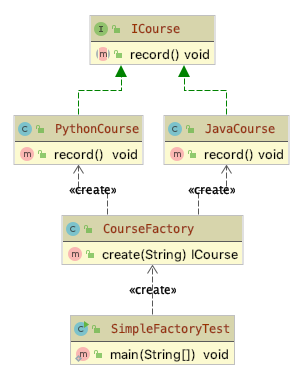 I ICourse
m record() void
C PythonCourse
m record() void
C JavaCourse
m record() void
«create»
«create»
C CourseFactory
m create(String) ICourse
«create»
C SimpleFactoryTest
m main(String[]) void